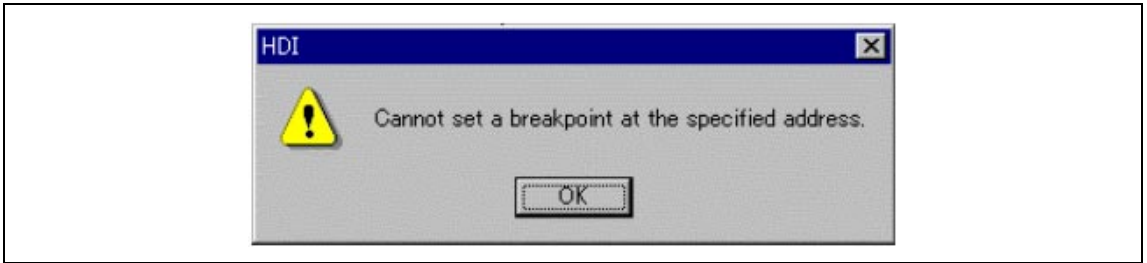 HDI
Cannot set a breakpoint at the specified address.
OK